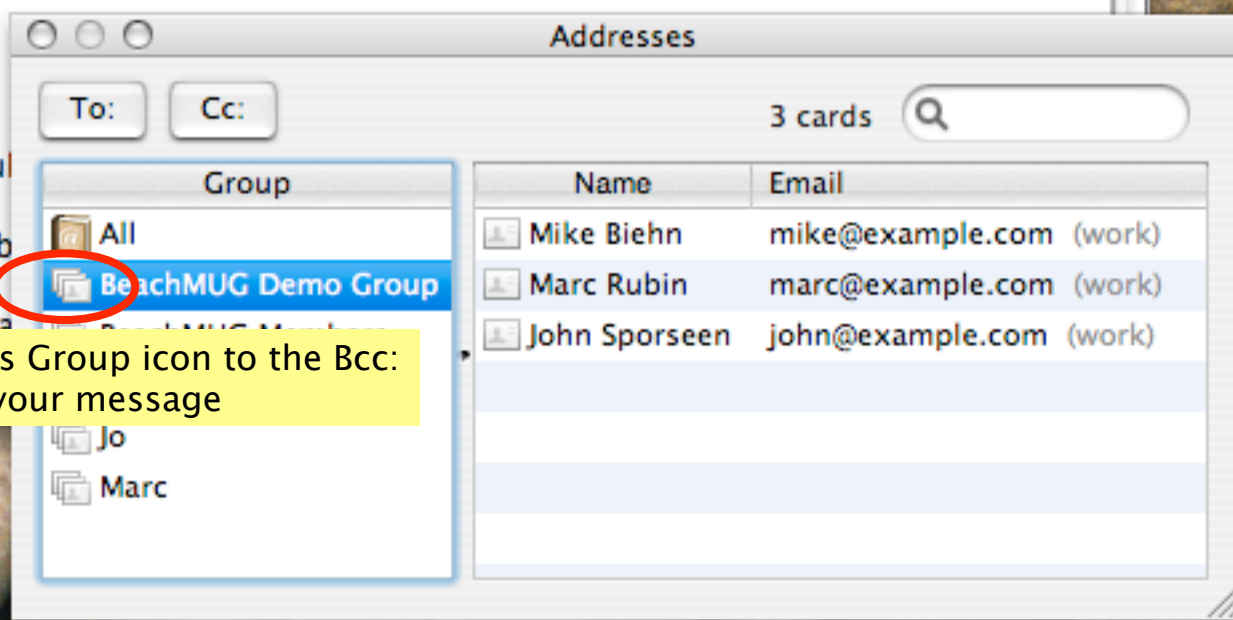 Addresses
To: Cc: 3 cards
Group Name Email
All
BeachMUG Demo Group
Jo
Marc
Mike Biehn mike@example.com (work)
Marc Rubin marc@example.com (work)
John Sporseen john@example.com (work)
s Group icon to the Bcc:
your message